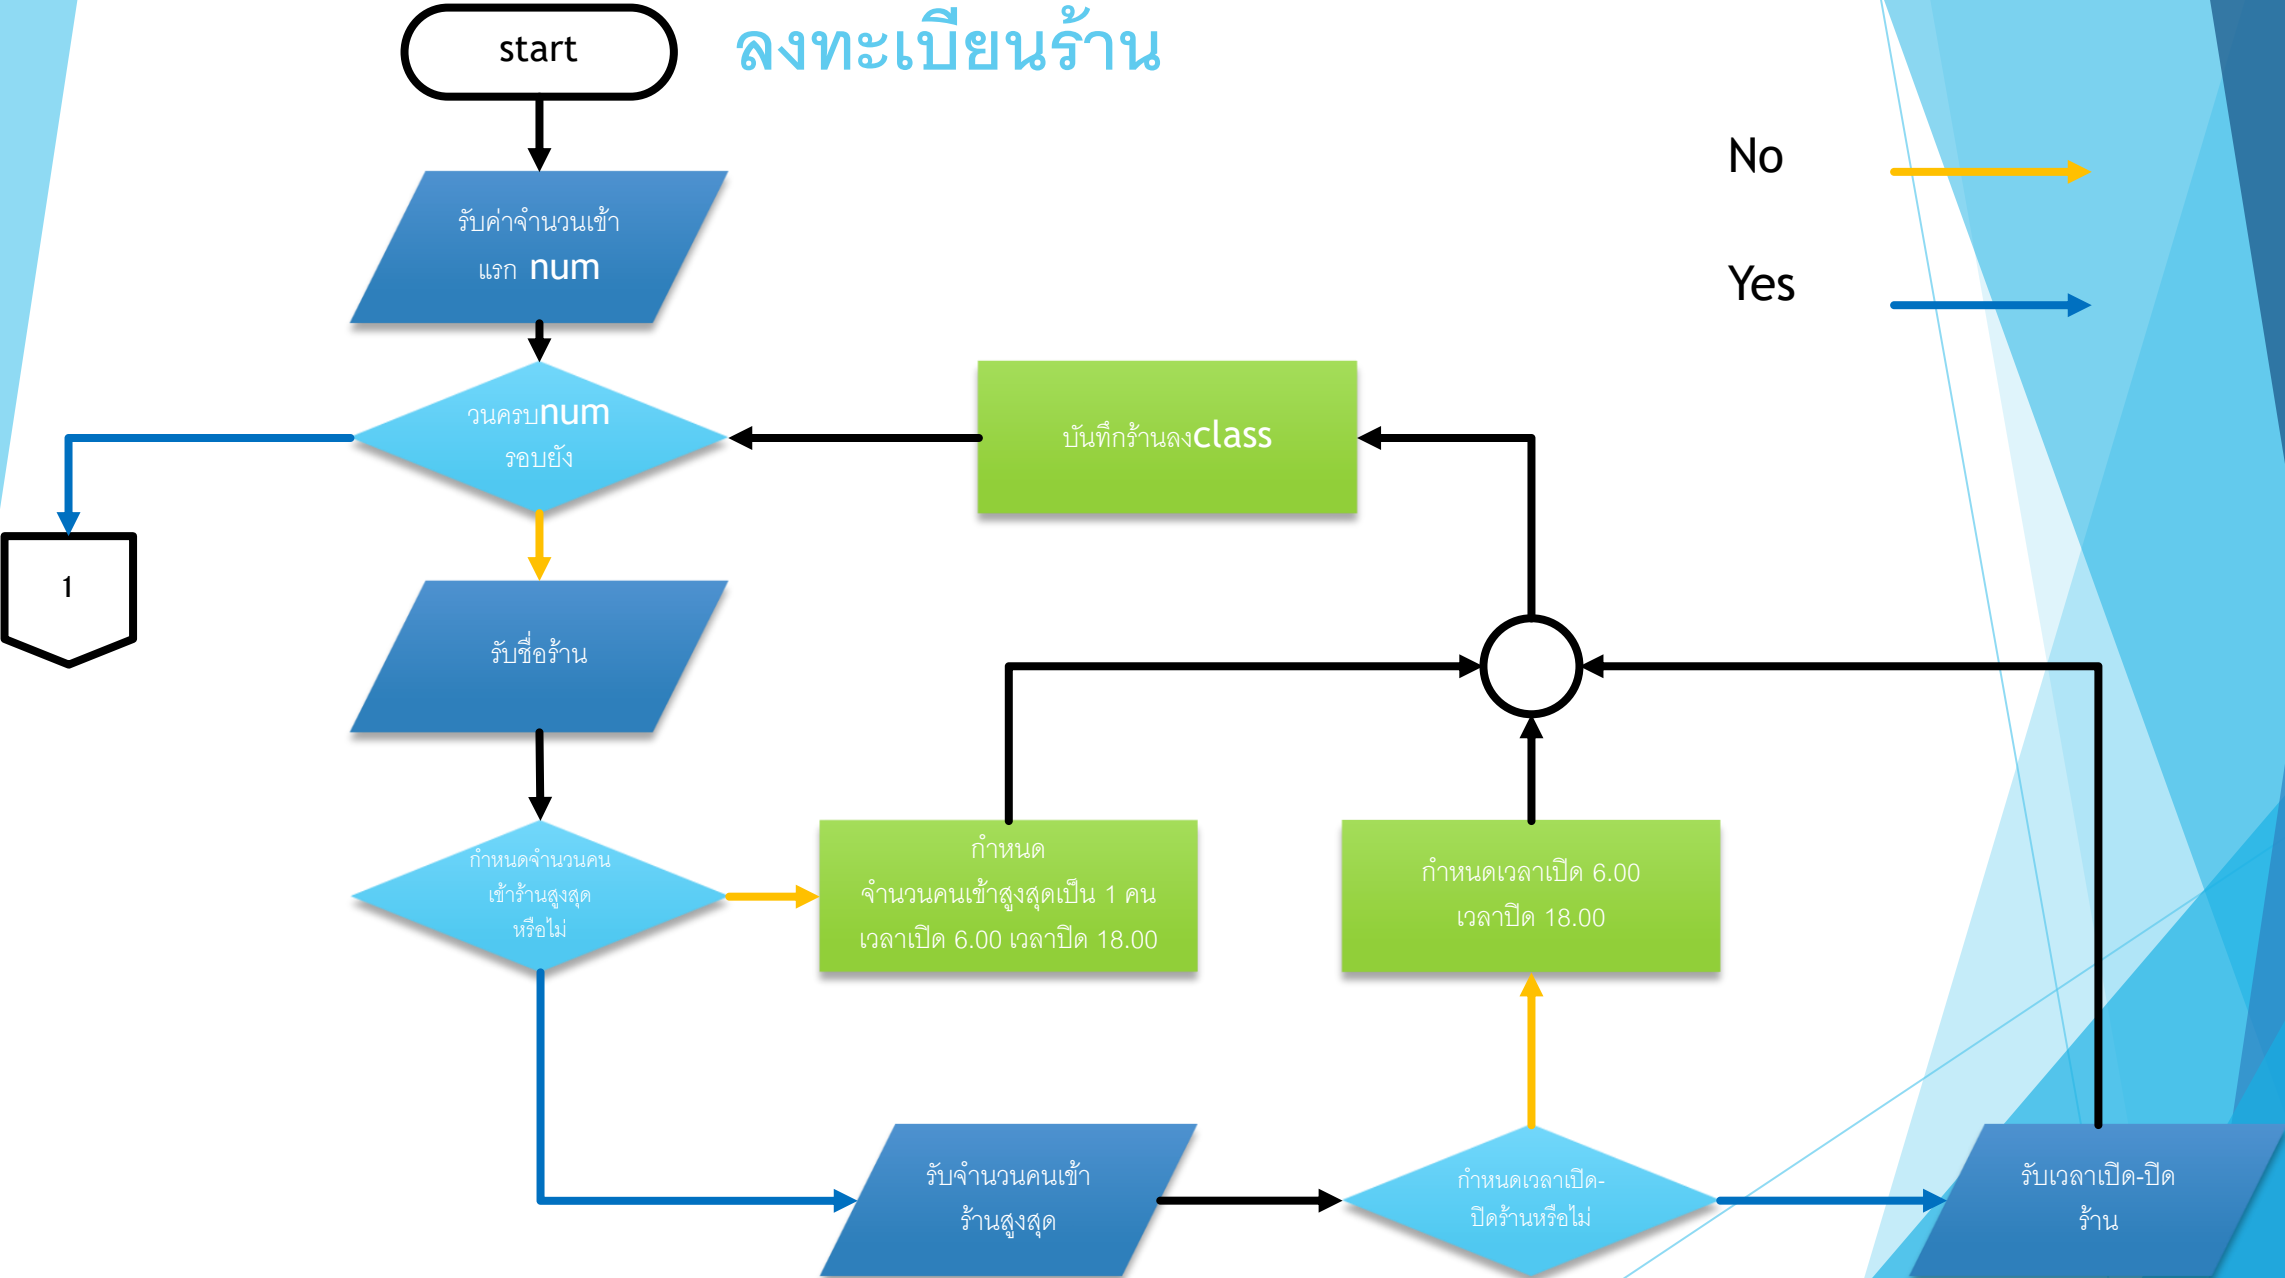 start
ลงทะเบียนร้าน
No
Yes
รับค่าจำนวนเข้า
แรก num
วนครบnum
รอบยัง
บันทึกร้านลงclass
1
รับชื่อร้าน
กำหนดจำนวนคน
เข้าร้านสูงสุด
หรือไม่
กำหนด
จำนวนคนเข้าสูงสุดเป็น 1 คน
เวลาเปิด 6.00 เวลาปิด 18.00
กำหนดเวลาเปิด 6.00
เวลาปิด 18.00
รับจำนวนคนเข้า
ร้านสูงสุด
กำหนดเวลาเปิด-
ปิดร้านหรือไม่
รับเวลาเปิด-ปิด
ร้าน